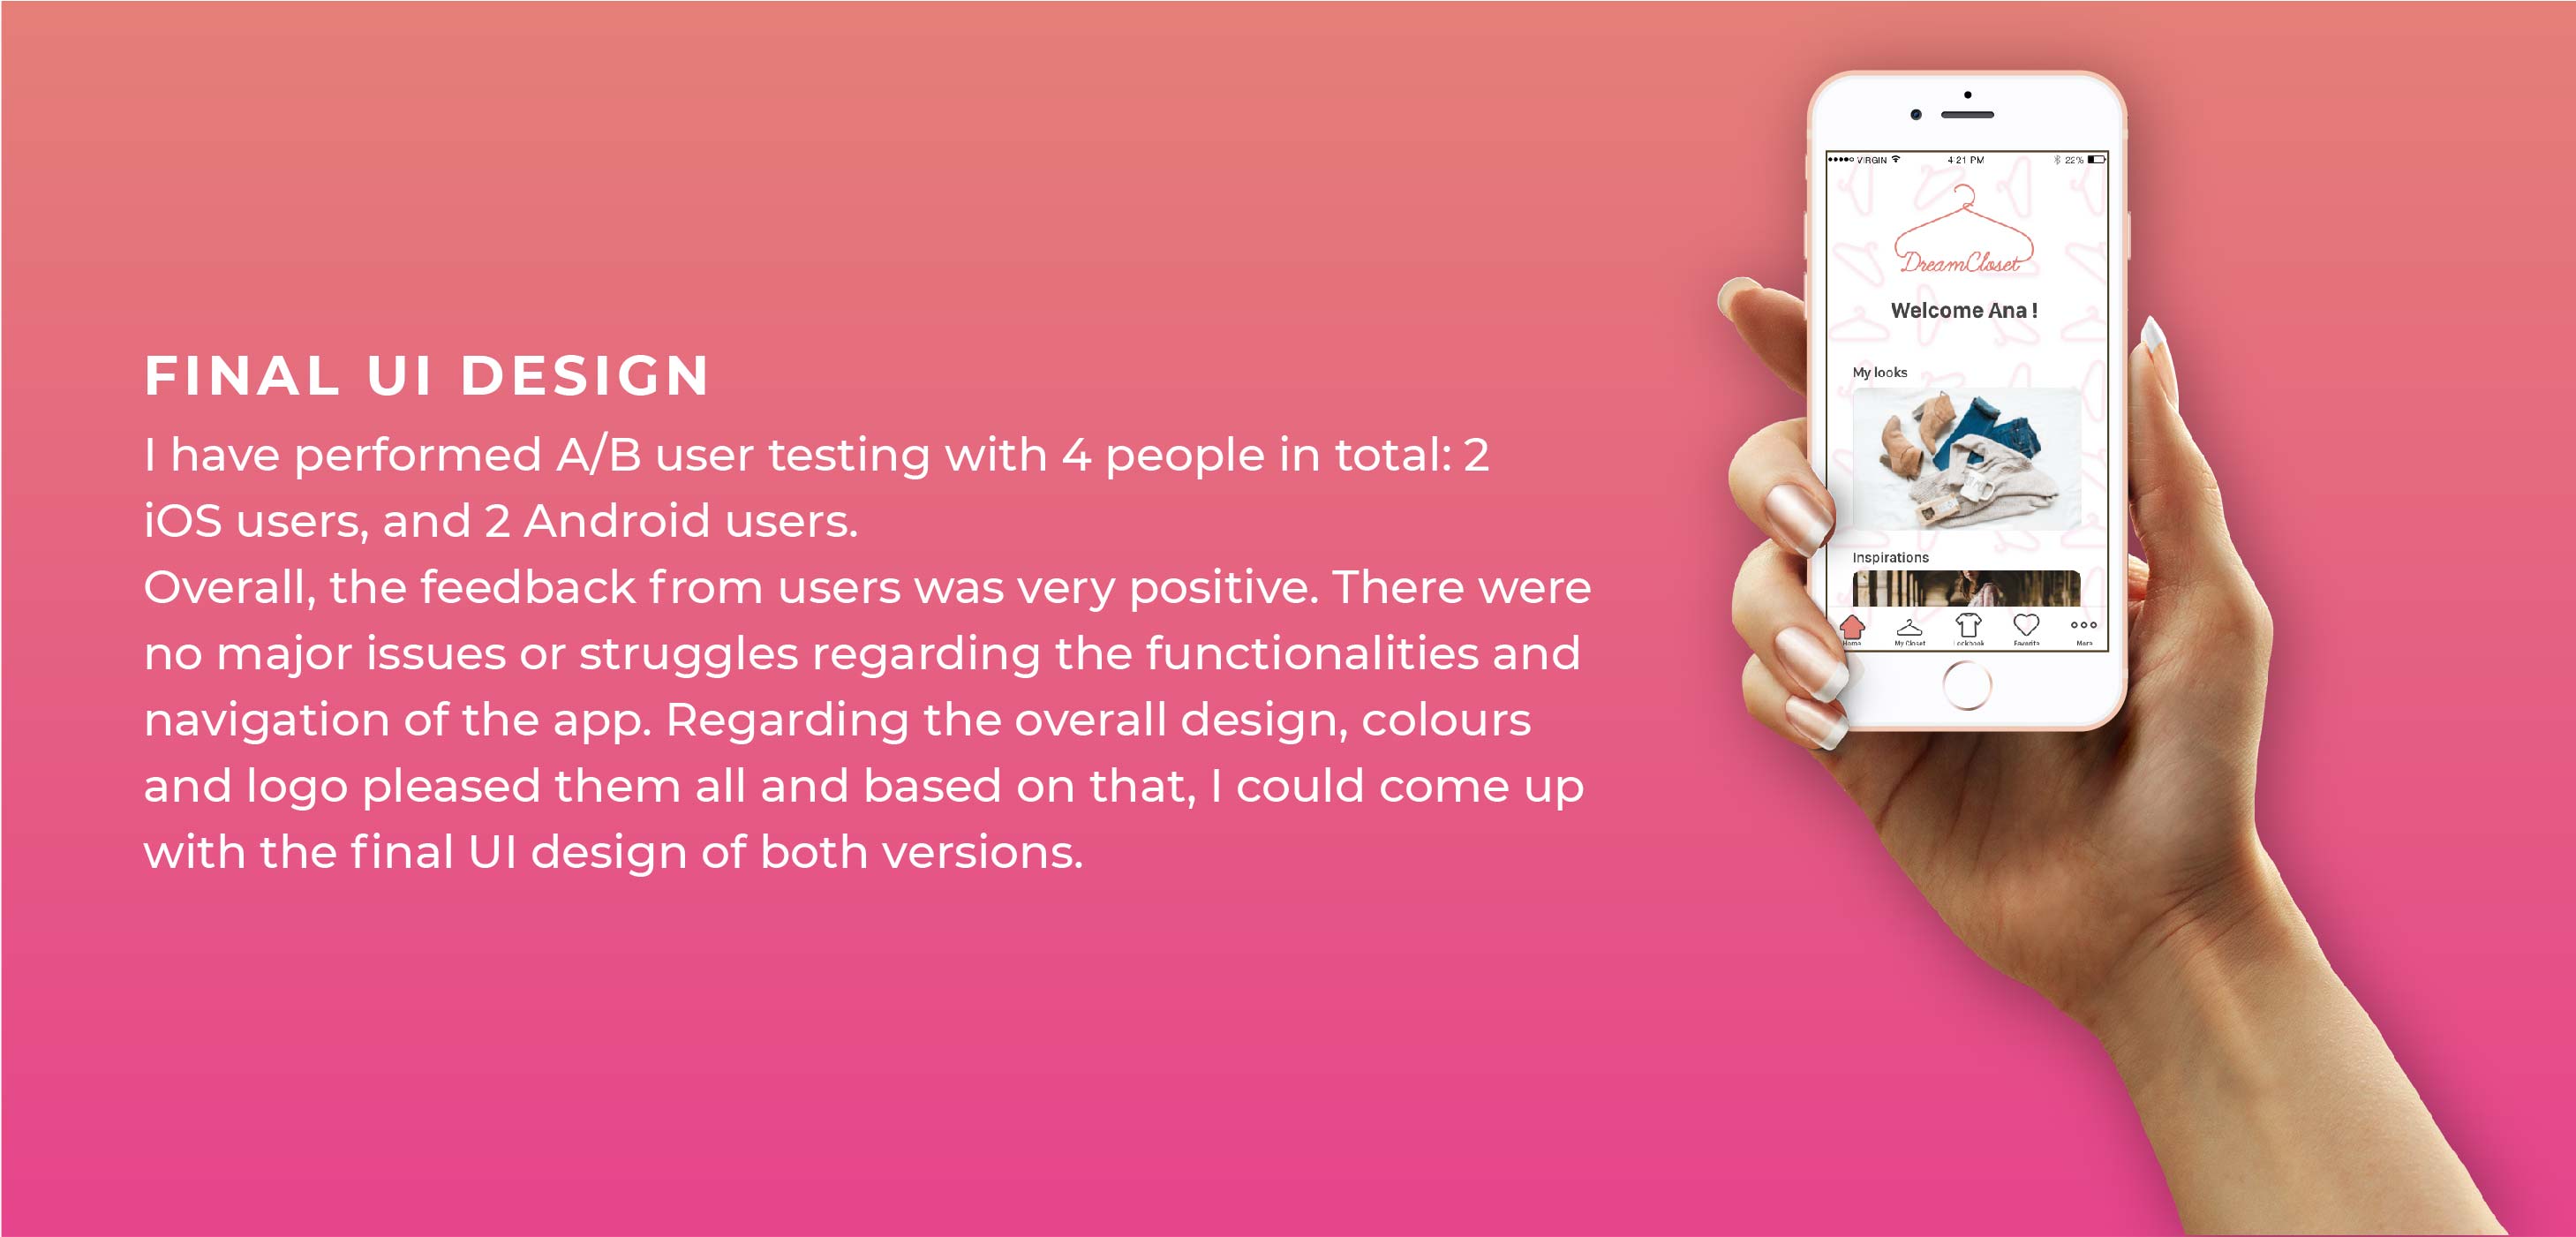 FINAL UI DESIGN
I have performed A/B user testing with 4 people in total: 2
iOS users, and 2 Android users.
Overall, the feedback from users was very positive. There were
no major issues or struggles regarding the functionalities and
navigation of the app. Regarding the overall design, colours
and logo pleased them all and based on that, I could come up
with the final UI design of both versions.
VIRGIN 4:21 PM 22%
DreamCloset
Welcome Ana !
My looks
Inspirations
Home My Closet Lookbook Favorite More